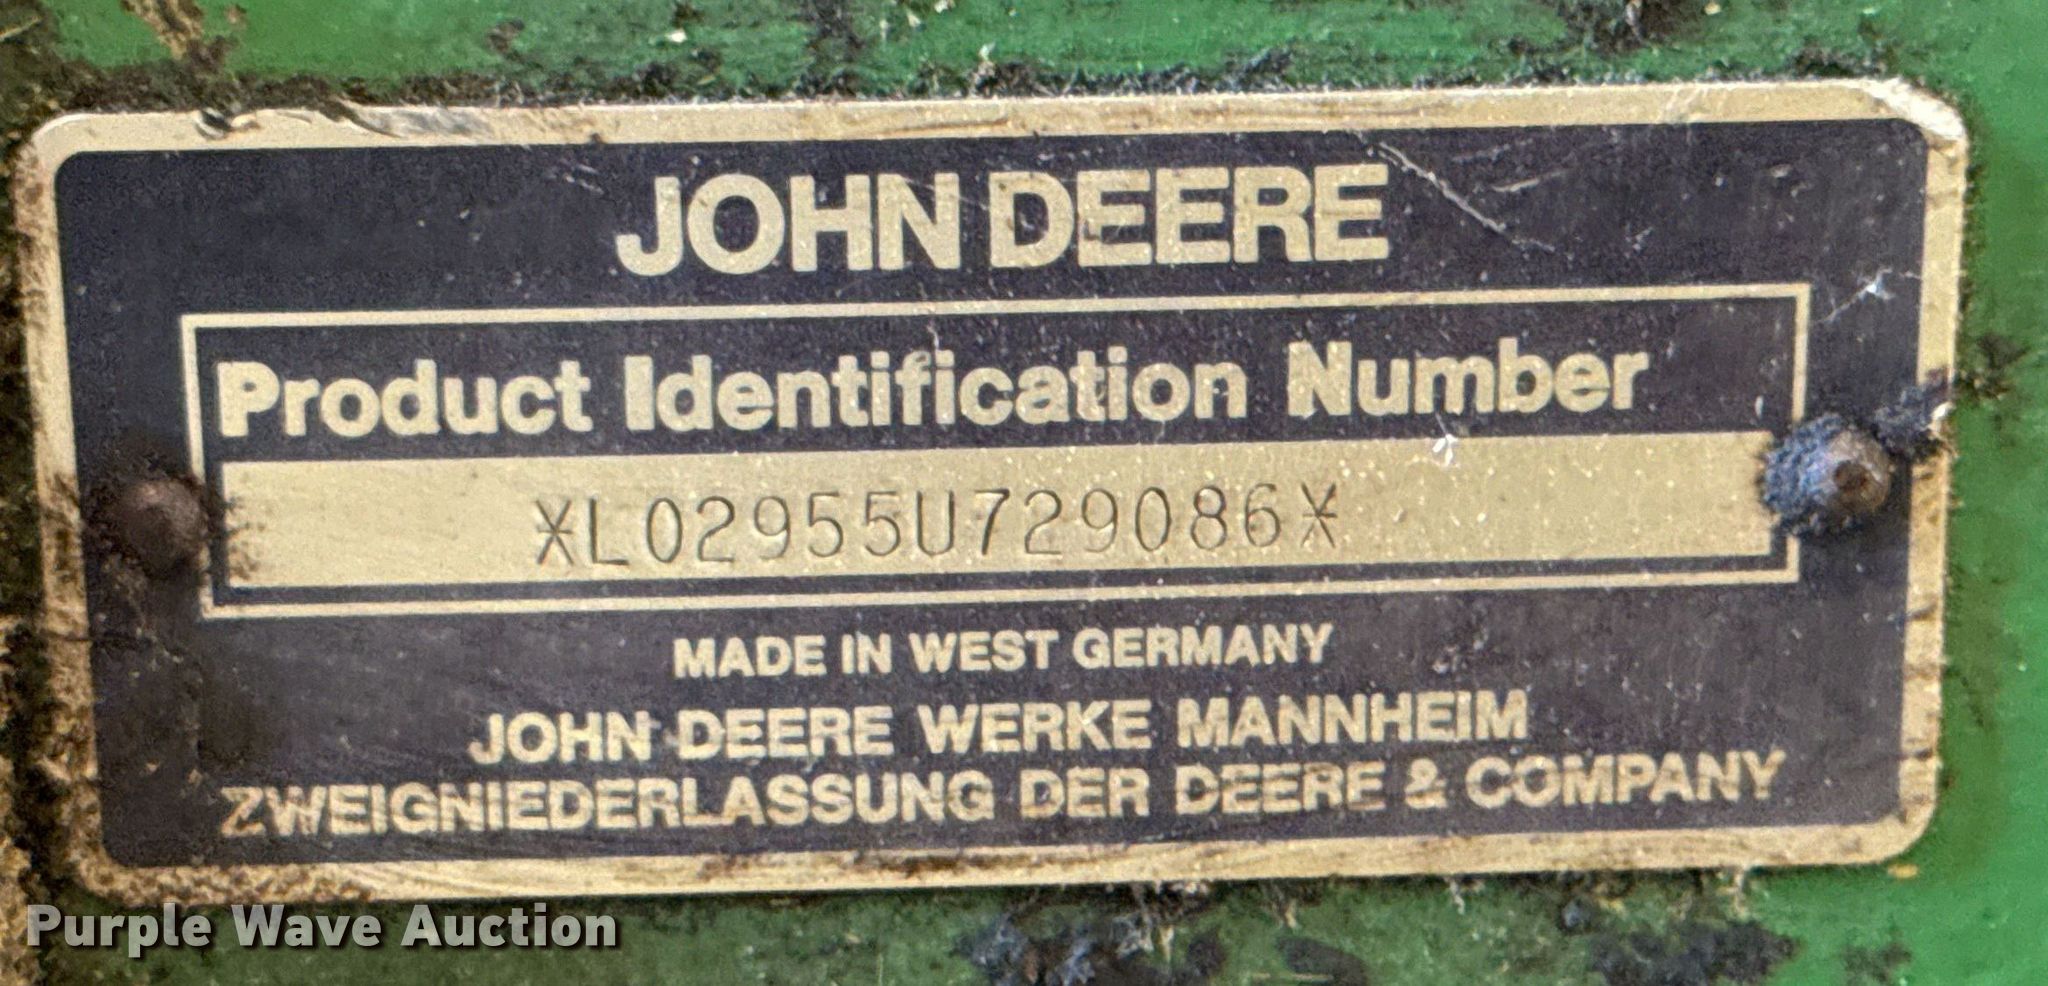 JOHN DEERE
Product Identification Number
*L02955U729086*
MADE IN WEST GERMANY
JOHN DEERE WERKE MANNHEIM
ZWEIGNIEDERLASSUNG DER DEERE & COMPANY
Purple Wave Auction